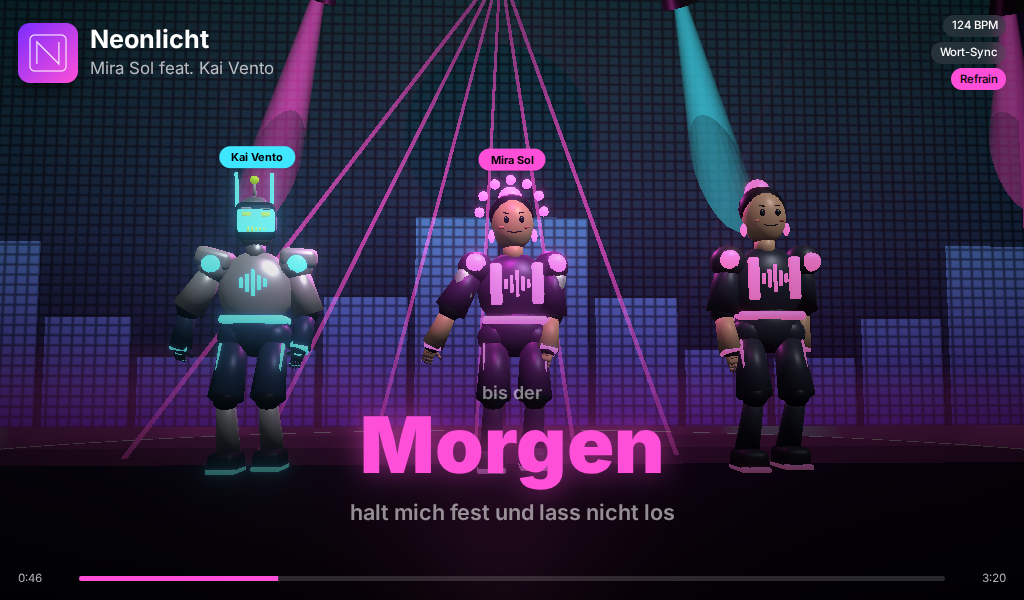 Neonlicht
Mira Sol feat. Kai Vento
124 BPM
Wort-Sync
Refrain
Kai Vento
Mira Sol
bis der
Morgen
halt mich fest und lass nicht los
0:46
3:20